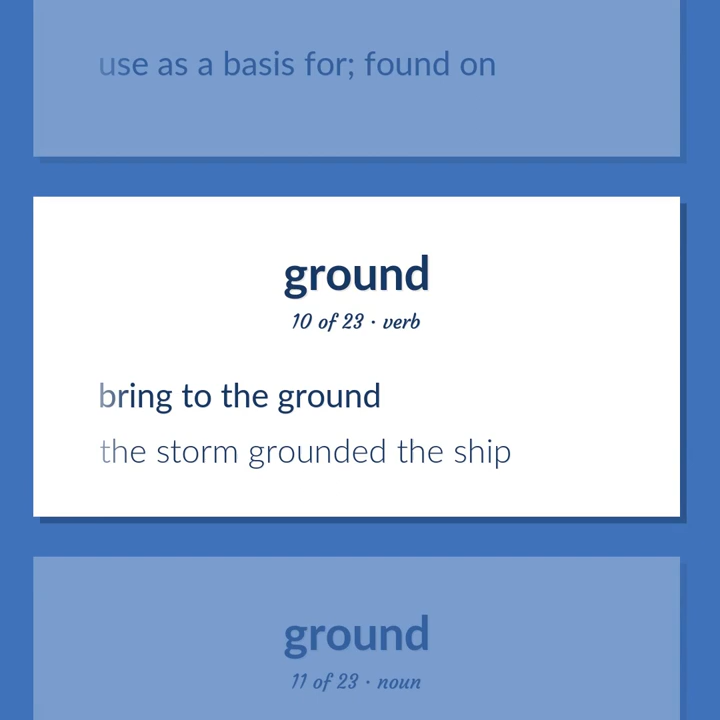 use as a basis for; found on
ground
10 of 23 · verb
bring to the ground
the storm grounded the ship
ground
11 of 23 · noun